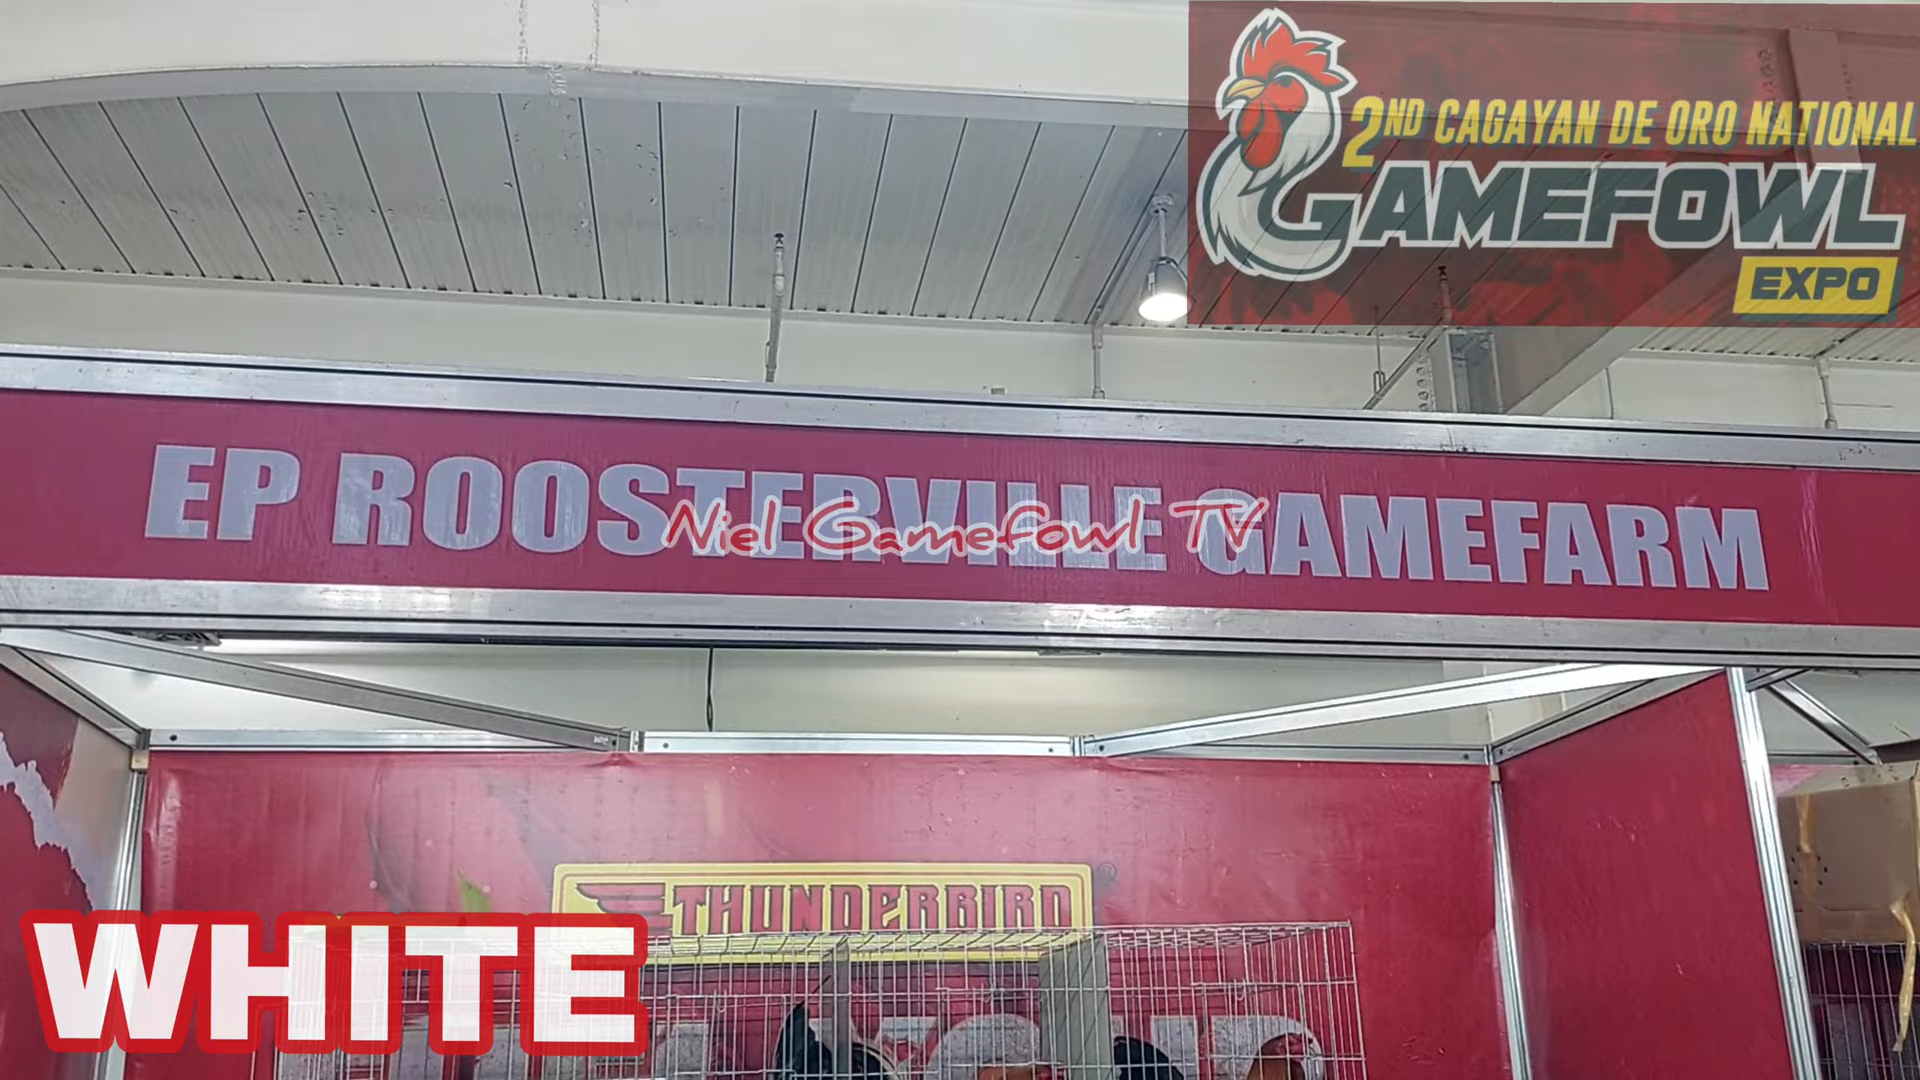 2ND CAGAYAN DE ORO NATIONAL
GAMEFOWL
EXPO
EP ROOSTERVILLE GAMEFARM
Niel Gamefowl TV
THUNDERBIRD
WHITE